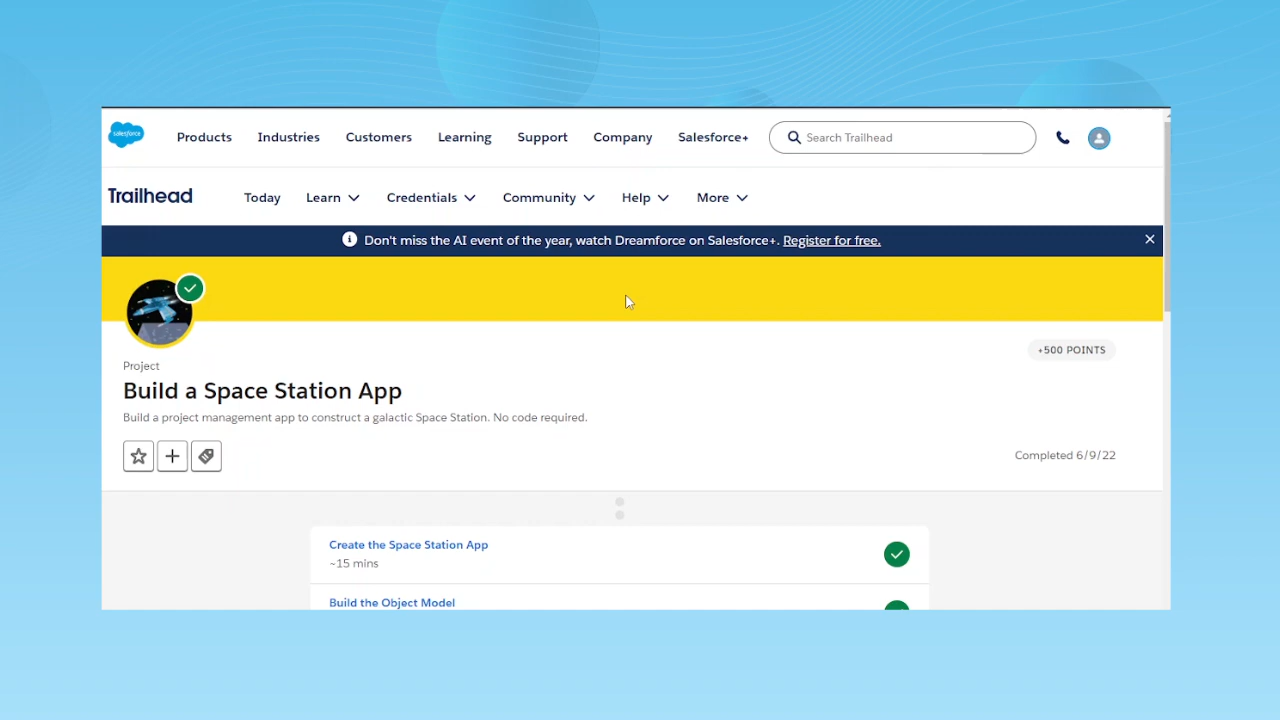 salesforce
Products Industries Customers Learning Support Company Salesforce+ Search Trailhead
Trailhead Today Learn Credentials Community Help More
Don't miss the AI event of the year, watch Dreamforce on Salesforce+. Register for free.
+500 POINTS
Project
Build a Space Station App
Build a project management app to construct a galactic Space Station. No code required.
Completed 6/9/22
Create the Space Station App
~15 mins
Build the Object Model